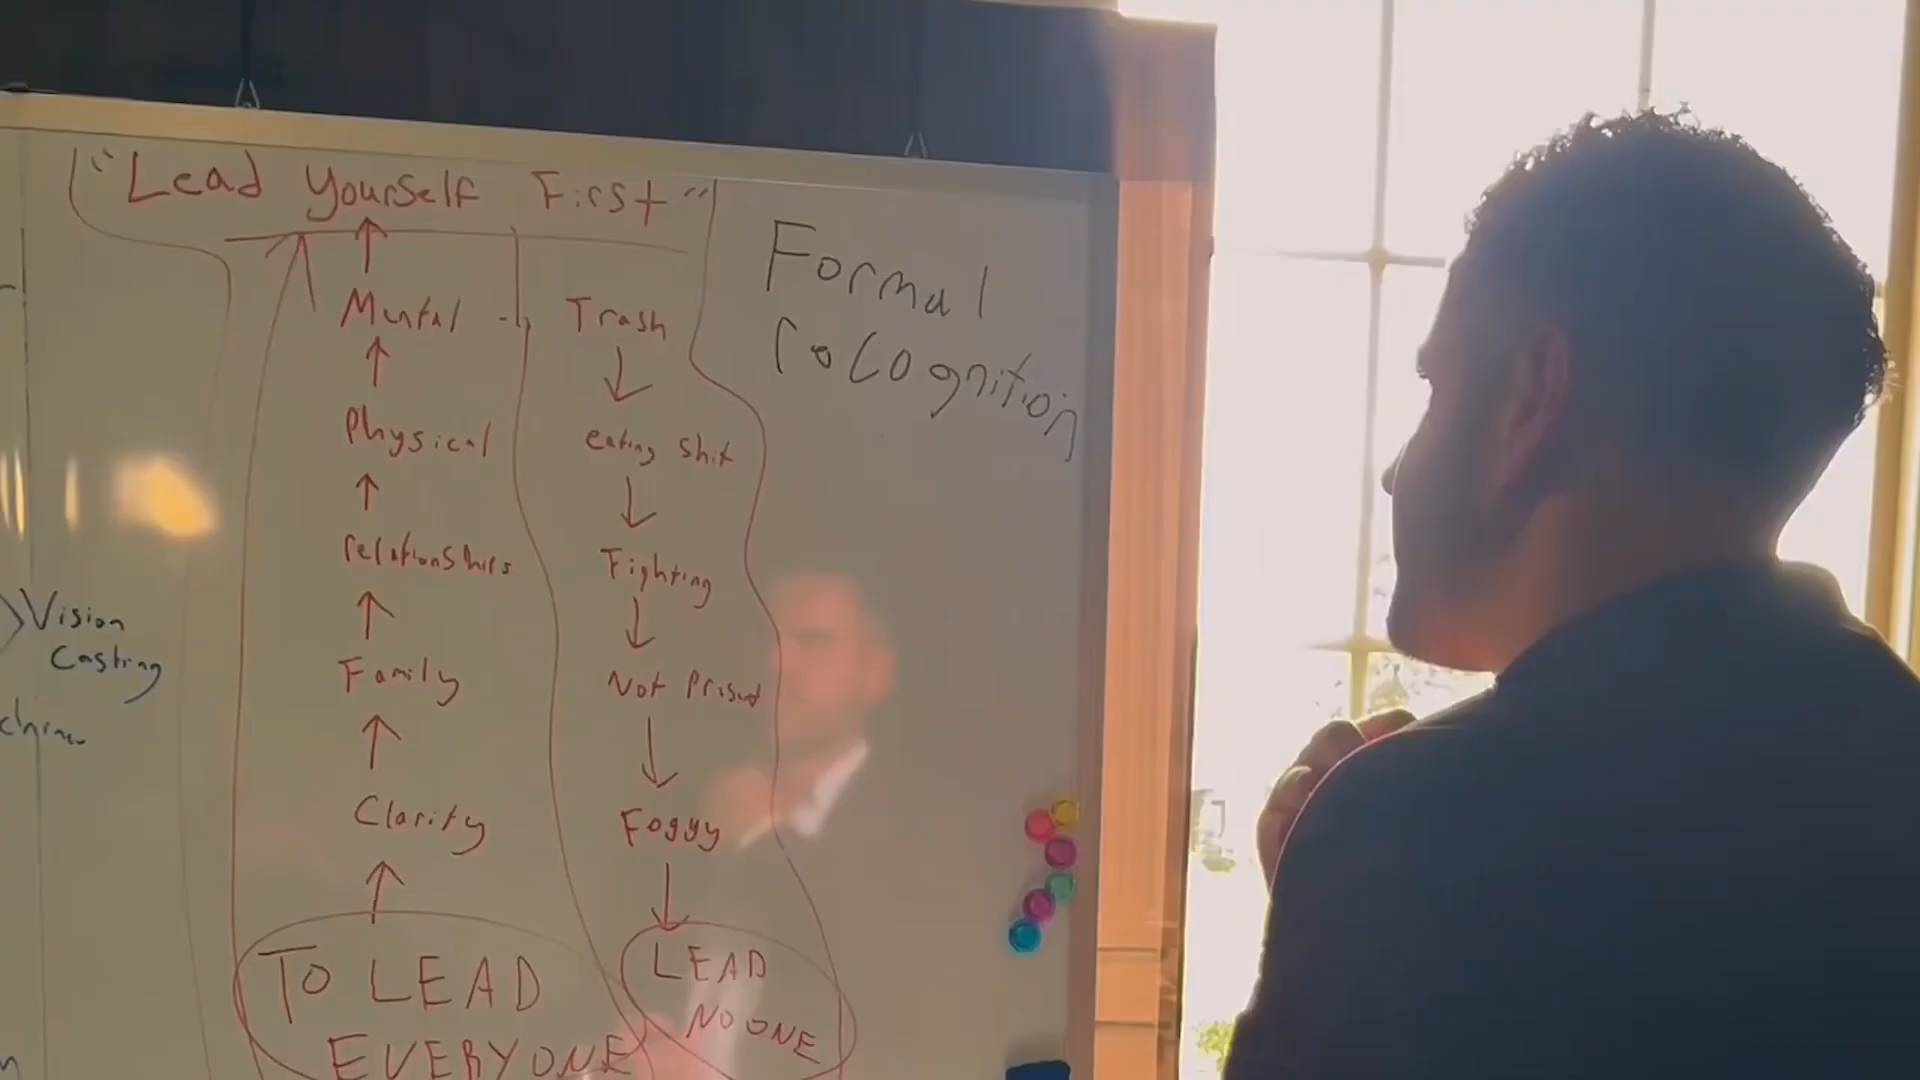 "Lead Yourself First"
Mental
Physical
relationships
Family
Clarity
TO LEAD
EVERYONE
Trash
eating shit
Fighting
Not Present
Foggy
LEAD
NO ONE
Formal
recognition
Vision
Casting